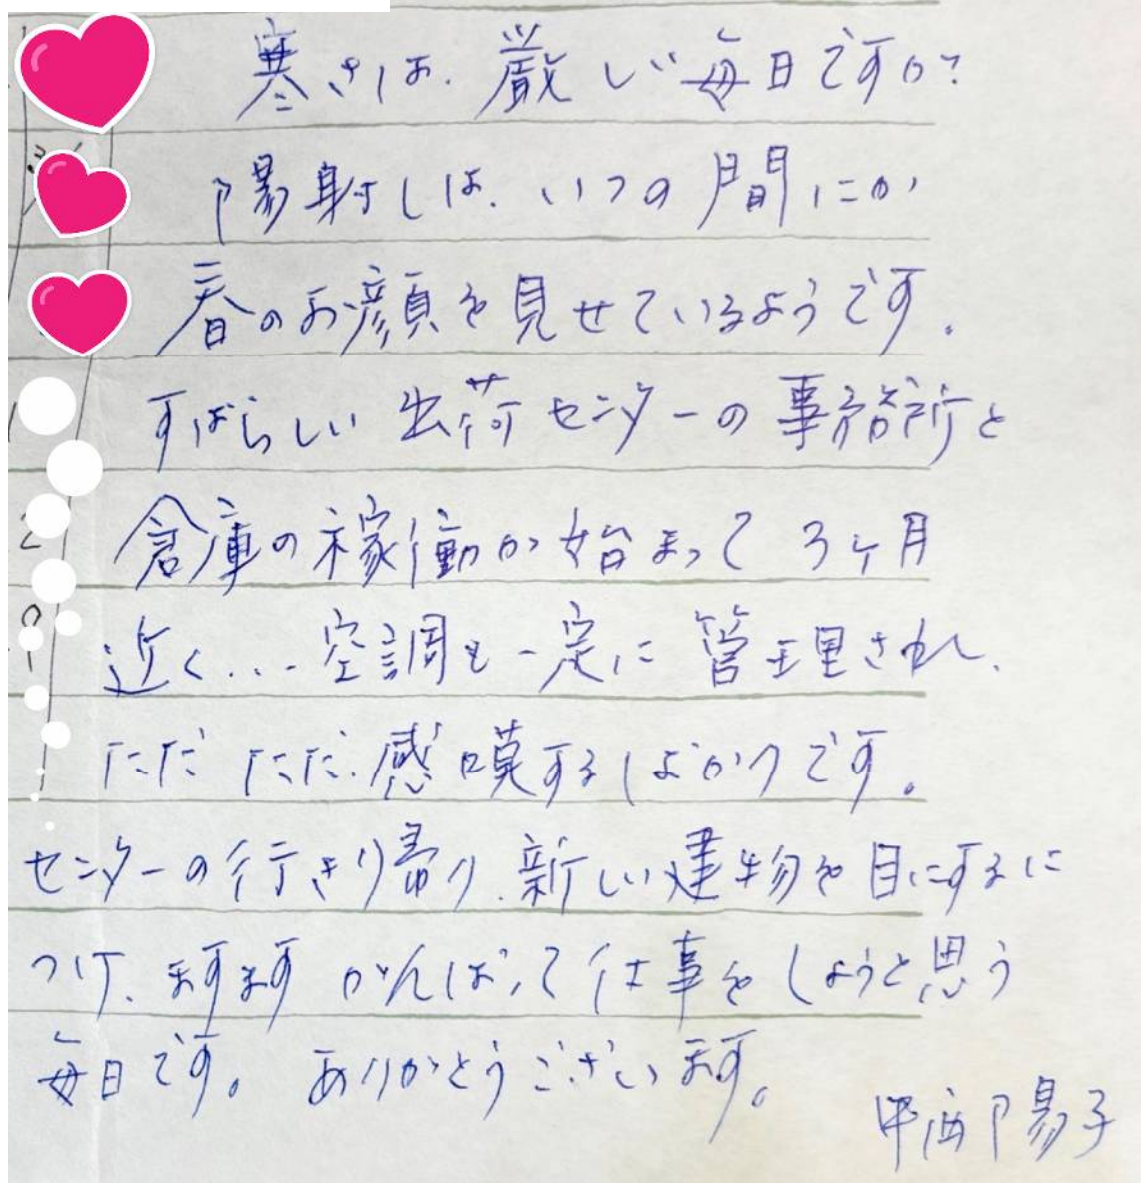 寒さは、厳しい毎日ですが?
陽射しは、いつの間にか
春のお顔を見せているようです。
すばらしい出荷センターの事務所と
倉庫の稼働が始まって3ヶ月
近く...空調も一定に管理され、
ただただ、感嘆するばかりです。
センターの行き帰り、新しい建物を目にするに
つけ、ますますがんばって仕事をしようと思う
毎日です。ありがとうございます。
陽子